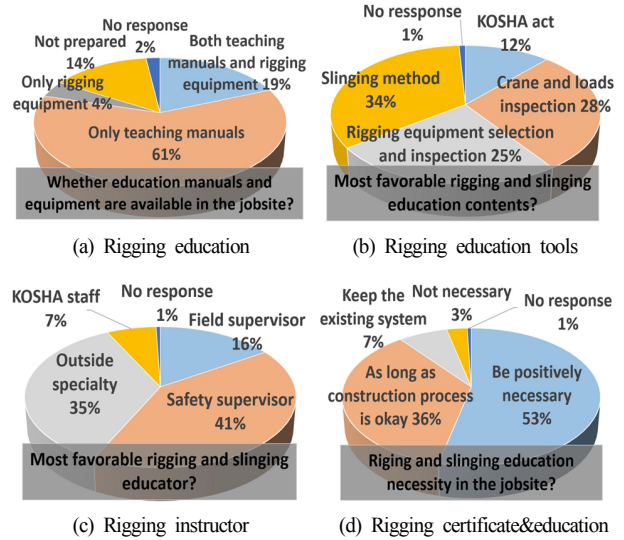 No response
2%
Not prepared
14%
Both teaching
manuals and rigging
equipment 19%
Only rigging
equipment 4%
Only teaching manuals
61%
Whether education manuals and
equipment are available in the jobsite?
(a) Rigging education
No ressponse
1%
KOSHA act
12%
Slinging method
34%
Crane and loads
inspection 28%
Rigging equipment selection
and inspection 25%
Most favorable rigging and slinging
education contents?
(b) Rigging education tools
KOSHA staff
7%
No response
1%
Field supervisor
16%
Outside
specialty
35%
Safety supervisor
41%
Most favorable rigging and slinging
educator?
(c) Rigging instructor
Keep the
existing system
7%
Not necessary
3%
No response
1%
As long as
construction process
is okay 36%
Be positively
necessary
53%
Riging and slinging education
necessity in the jobsite?
(d) Rigging certificate&education